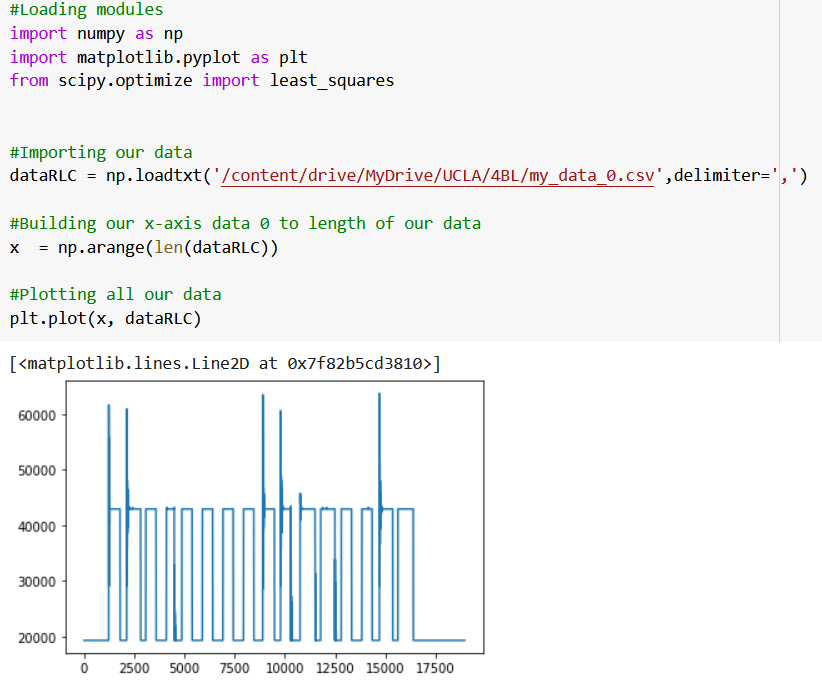 #Loading modules
import numpy as np
import matplotlib.pyplot as plt
from scipy.optimize import least_squares
#Importing our data
dataRLC = np.loadtxt('/content/drive/MyDrive/UCLA/4BL/my_data_0.csv',delimiter=',')
#Building our x-axis data 0 to length of our data
x  = np.arange(len(dataRLC))
#Plotting all our data
plt.plot(x, dataRLC)
[<matplotlib.lines.Line2D at 0x7f82b5cd3810>]
60000
50000
40000
30000
20000
0 2500 5000 7500 10000 12500 15000 17500